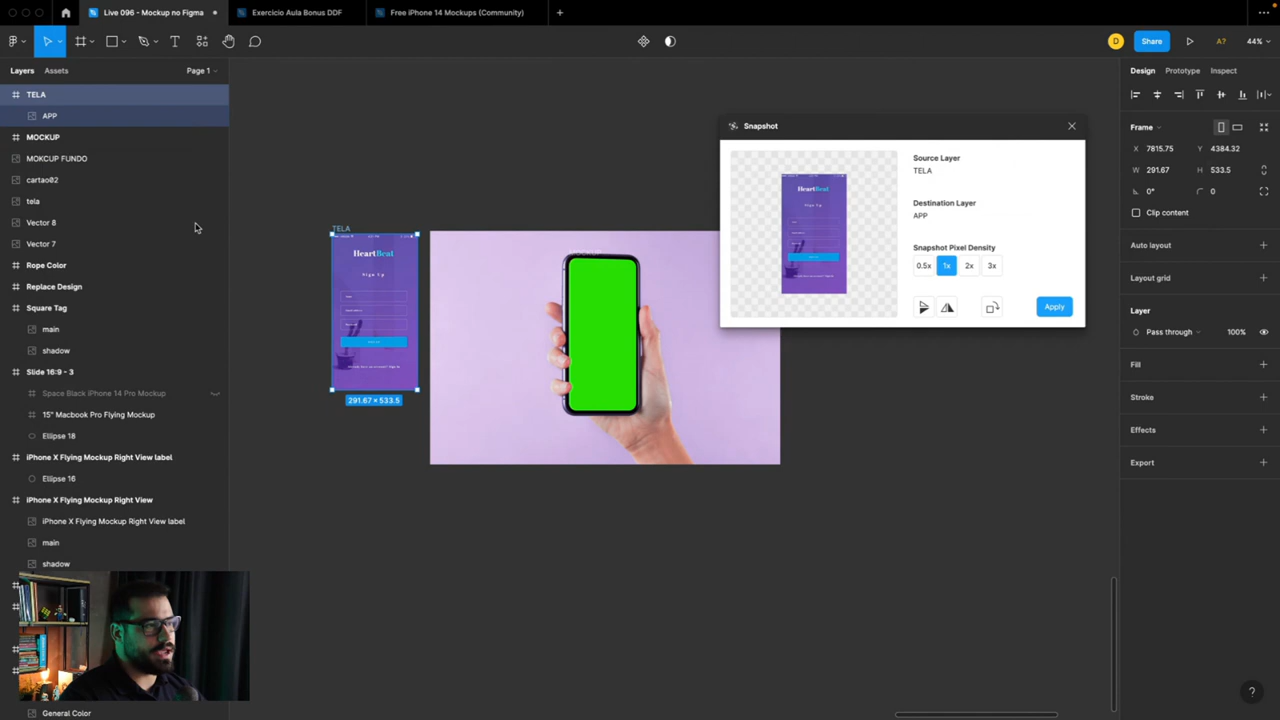 Live 096 - Mockup no Figma
Exercício Aula Bonus DDF
Free iPhone 14 Mockups (Community)
D
Share
A?
44%
Layers
Assets
Page 1
Design
Prototype
Inspect
TELA
APP
MOCKUP
MOKCUP FUNDO
cartao02
tela
Vector 8
Vector 7
Rope Color
Replace Design
Square Tag
main
shadow
Slide 16:9 - 3
Space Black iPhone 14 Pro Mockup
15" Macbook Pro Flying Mockup
Ellipse 18
iPhone X Flying Mockup Right View label
Ellipse 16
iPhone X Flying Mockup Right View
iPhone X Flying Mockup Right View label
main
shadow
General Color
TELA
HeartBeat
Sign Up
291.67 × 533.5
MOCKUP
Snapshot
HeartBeat
Sign Up
Source Layer
TELA
Destination Layer
APP
Snapshot Pixel Density
0.5x
1x
2x
3x
Apply
Frame
X 7815.75
Y 4384.32
W 291.67
H 533.5
0°
0
Clip content
Auto layout
Layout grid
Layer
Pass through
100%
Fill
Stroke
Effects
Export
?